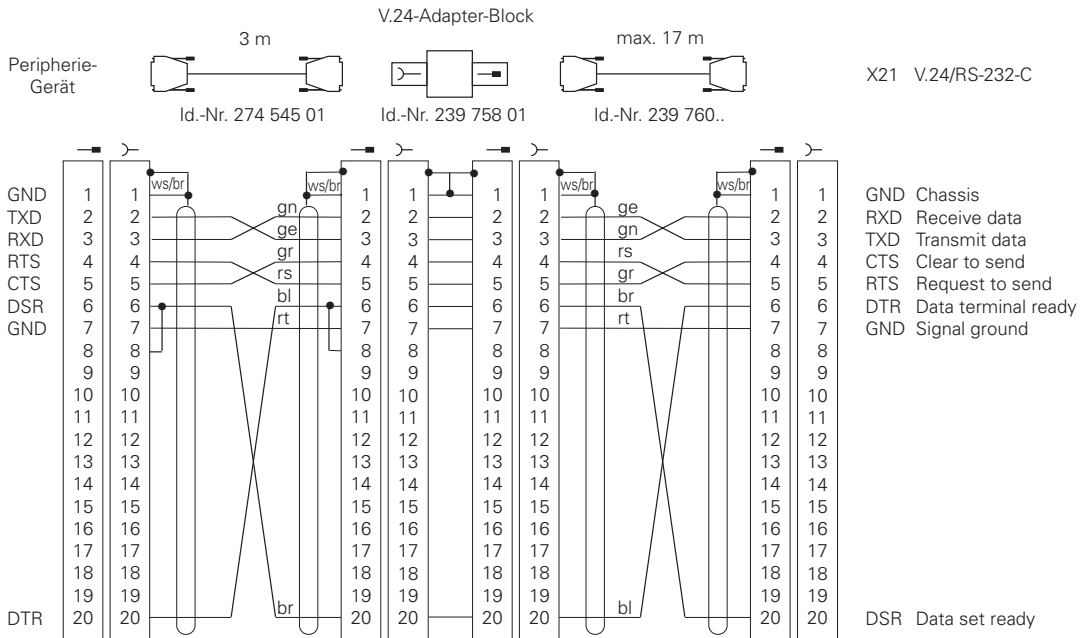 V.24-Adapter-Block
3 m
max. 17 m
Peripherie-
Gerät
X21 V.24/RS-232-C
Id.-Nr. 274 545 01
Id.-Nr. 239 758 01
Id.-Nr. 239 760..
ws/br ws/br ws/br ws/br
GND 1 1 1 1 1 1 1 1 GND Chassis
gn ge
TXD 2 2 2 2 2 2 2 2 RXD Receive data
ge gn
RXD 3 3 3 3 3 3 3 3 TXD Transmit data
gr rs
RTS 4 4 4 4 4 4 4 4 CTS Clear to send
rs gr
CTS 5 5 5 5 5 5 5 5 RTS Request to send
bl br
DSR 6 6 6 6 6 6 6 6 DTR Data terminal ready
rt rt
GND 7 7 7 7 7 7 7 7 GND Signal ground
8 8 8 8 8 8 8 8
9 9 9 9 9 9 9 9
10 10 10 10 10 10 10 10
11 11 11 11 11 11 11 11
12 12 12 12 12 12 12 12
13 13 13 13 13 13 13 13
14 14 14 14 14 14 14 14
15 15 15 15 15 15 15 15
16 16 16 16 16 16 16 16
17 17 17 17 17 17 17 17
18 18 18 18 18 18 18 18
19 19 19 19 19 19 19 19
br bl
DTR 20 20 20 20 20 20 20 20 DSR Data set ready